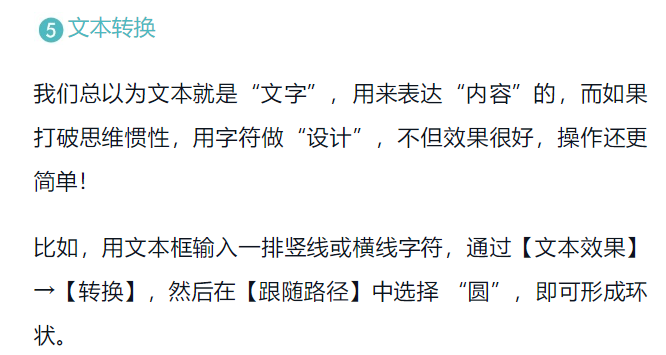 5 文本转换
我们总以为文本就是“文字”，用来表达“内容”的，而如果
打破思维惯性，用字符做“设计”，不但效果很好，操作还更
简单！
比如，用文本框输入一排竖线或横线字符，通过【文本效果】
→【转换】，然后在【跟随路径】中选择 “圆”，即可形成环
状。